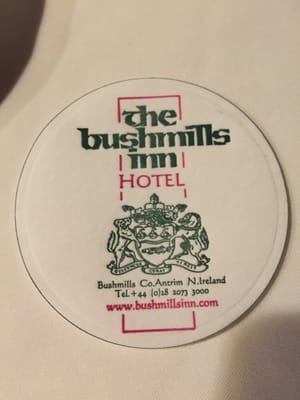 the
bushmills
inn
HOTEL
Bushmills Co.Antrim N.Ireland
Tel.+44 (0)28 2073 3000
www.bushmillsinn.com